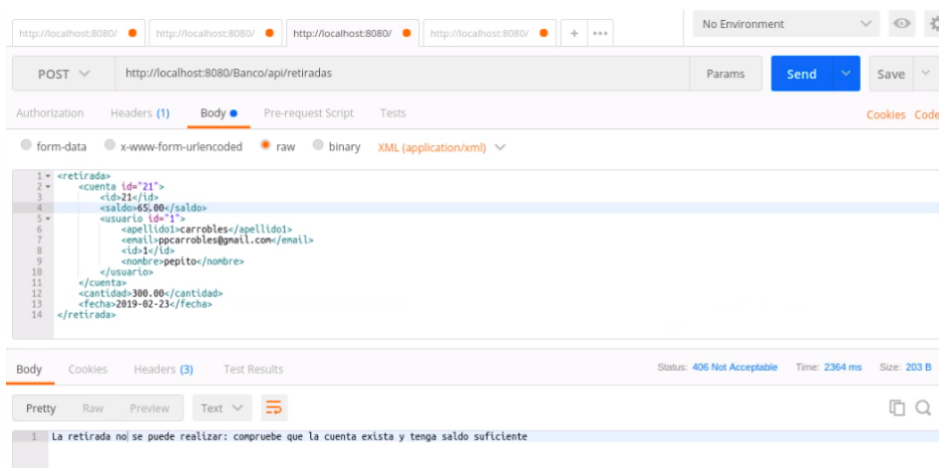 http://localhost:8080/ http://localhost:8080/ http://localhost:8080/ http://localhost:8080/ + ••• No Environment
POST http://localhost:8080/Banco/api/retiradas Params Send Save
Authorization Headers (1) Body Pre-request Script Tests Cookies Code
form-data x-www-form-urlencoded raw binary XML (application/xml)
1 <retirada>
2 <cuenta id="21">
3 <id>21</id>
4 <saldo>65.00</saldo>
5 <usuario id="1">
6 <apellido1>carrobles</apellido1>
7 <email>ppcarrobles@gmail.com</email>
8 <id>1</id>
9 <nombre>pepito</nombre>
10 </usuario>
11 </cuenta>
12 <cantidad>300.00</cantidad>
13 <fecha>2019-02-23</fecha>
14 </retirada>
Body Cookies Headers (3) Test Results Status: 406 Not Acceptable Time: 2364 ms Size: 203 B
Pretty Raw Preview Text
1 La retirada no se puede realizar: compruebe que la cuenta exista y tenga saldo suficiente